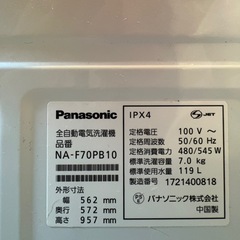 Panasonic
全自動電気洗濯機
品番
NA-F70PB10
外形寸法
幅 562 mm
奥行 572 mm
高さ 957 mm
IPX4
JET
定格電圧 100 V ～
定格周波数 50/60 Hz
定格消費電力 480/545 W
標準洗濯容量 7.0 kg
標準使用水量 119 L
製造番号 1721400818
パナソニック株式会社
中国製